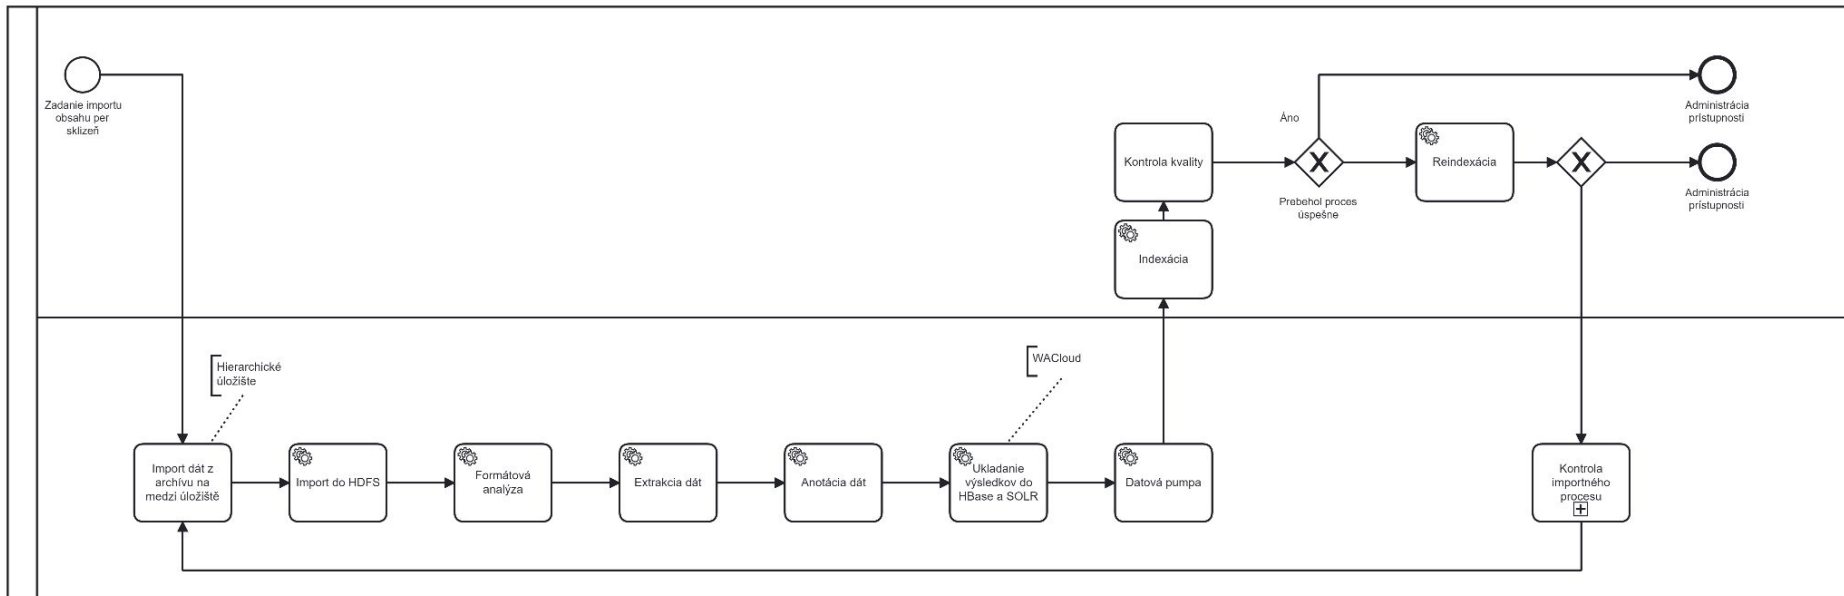 Zadanie importu
obsahu per
sklizeň
Áno
Administrácia
prístupnosti
Kontrola kvality
Prebehol proces
úspešne
Reindexácia
Administrácia
prístupnosti
Indexácia
Hierarchické
úložište
WACloud
Import dát z
archívu na
medzi úložiště
Import do HDFS
Formátová
analýza
Extrakcia dát
Anotácia dát
Ukladanie
výsledkov do
HBase a SOLR
Datová pumpa
Kontrola
importného
procesu